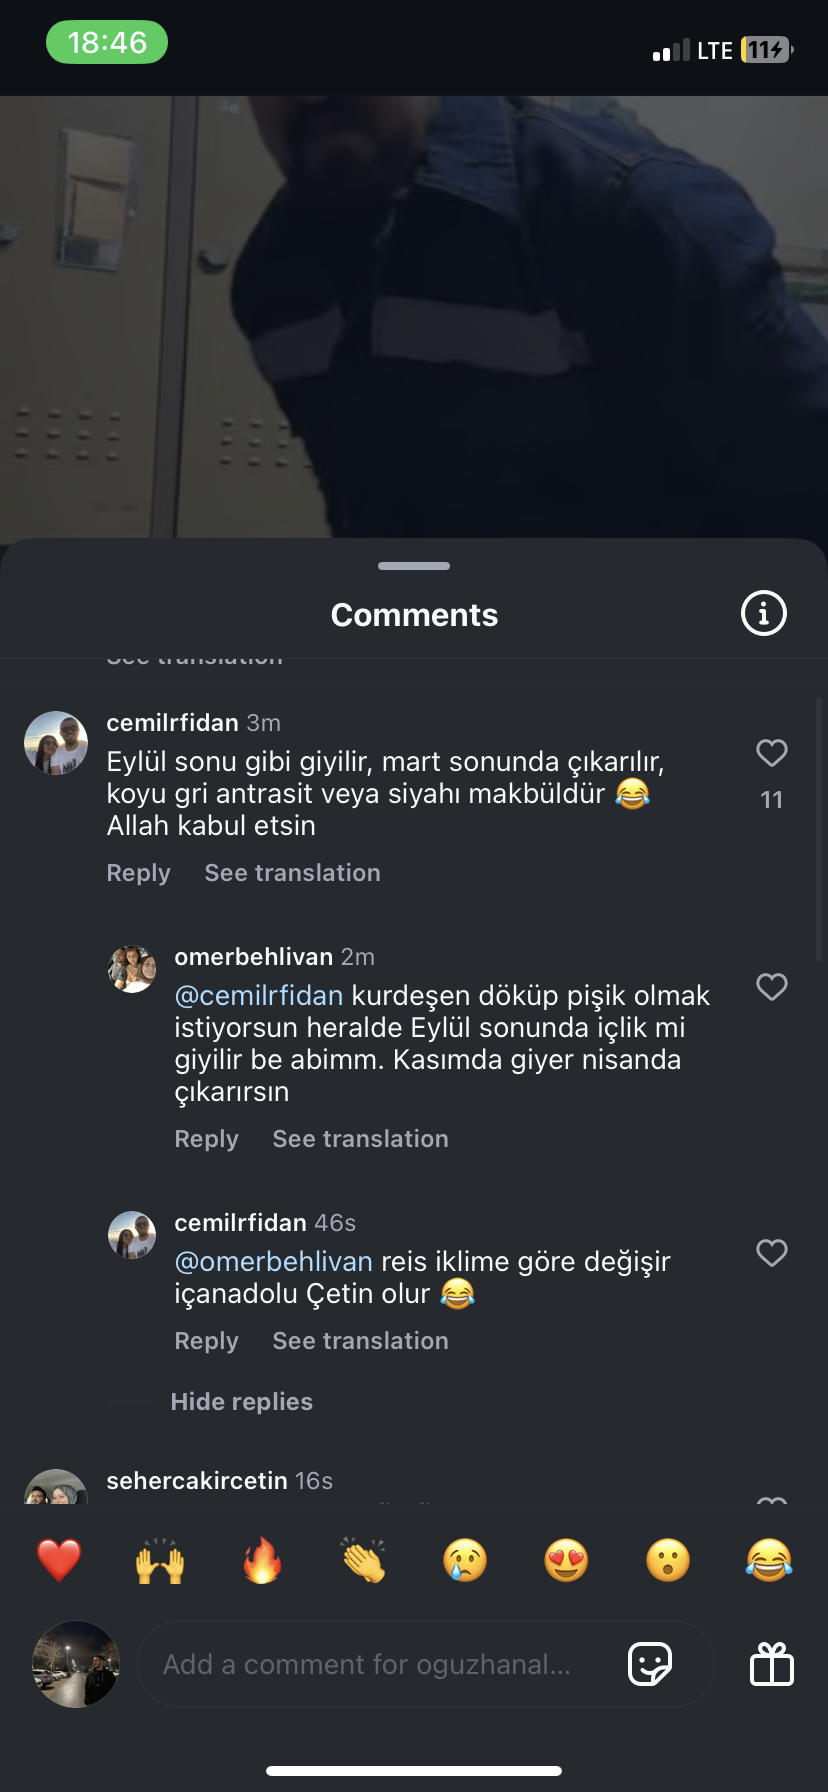 18:46
LTE
11
Comments
See translation
cemilrfidan 3m
Eylül sonu gibi giyilir, mart sonunda çıkarılır,
koyu gri antrasit veya siyahı makbüldür 😂
Allah kabul etsin
11
Reply See translation
omerbehlivan 2m
@cemilrfidan kurdeşen döküp pişik olmak
istiyorsun heralde Eylül sonunda içlik mi
giyilir be abimm. Kasımda giyer nisanda
çıkarırsın
Reply See translation
cemilrfidan 46s
@omerbehlivan reis iklime göre değişir
içanadolu Çetin olur 😂
Reply See translation
Hide replies
sehercakircetin 16s
Add a comment for oguzhanal...